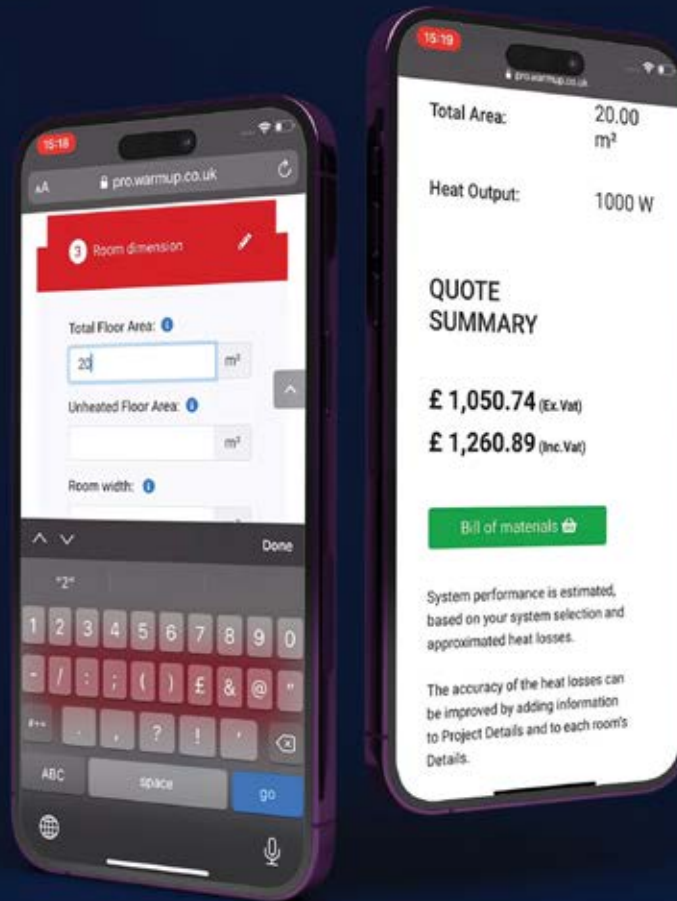 15:18
AA pro.warmup.co.uk
3 Room dimension
Total Floor Area: i
20 m²
Unheated Floor Area: i
m²
Room width: i
Done
"2"
1 2 3 4 5 6 7 8 9 0
- / : ; ( ) £ & @ "
#+= . , ? ! '
ABC space go
15:19
pro.warmup.co.uk
Total Area: 20.00
m²
Heat Output: 1000 W
QUOTE
SUMMARY
£ 1,050.74 (Ex.Vat)
£ 1,260.89 (Inc.Vat)
Bill of materials
System performance is estimated,
based on your system selection and
approximated heat losses.
The accuracy of the heat losses can
be improved by adding information
to Project Details and to each room's
Details.